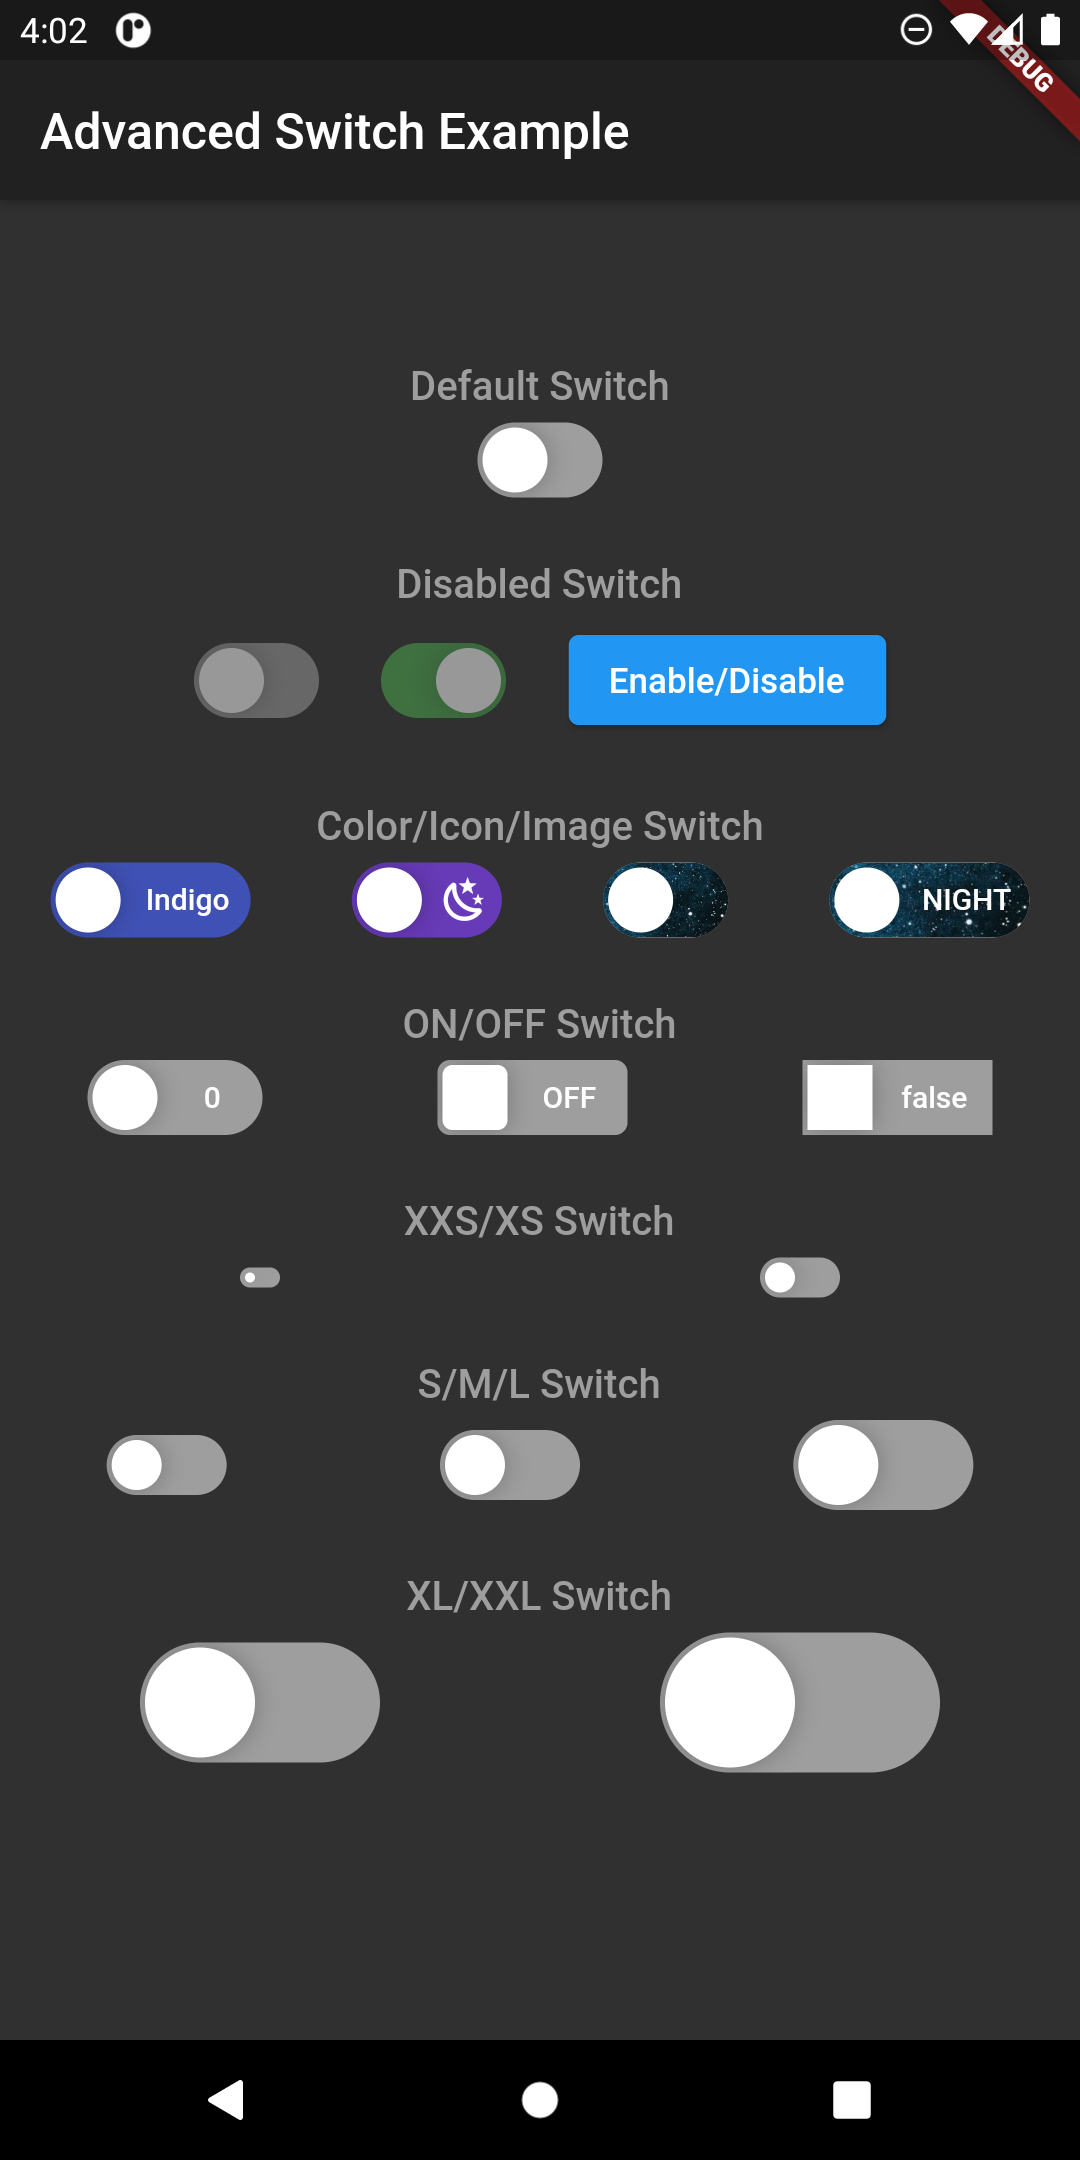 4:02
DEBUG
Advanced Switch Example
Default Switch
Disabled Switch
Enable/Disable
Color/Icon/Image Switch
Indigo
NIGHT
ON/OFF Switch
0
OFF
false
XXS/XS Switch
S/M/L Switch
XL/XXL Switch